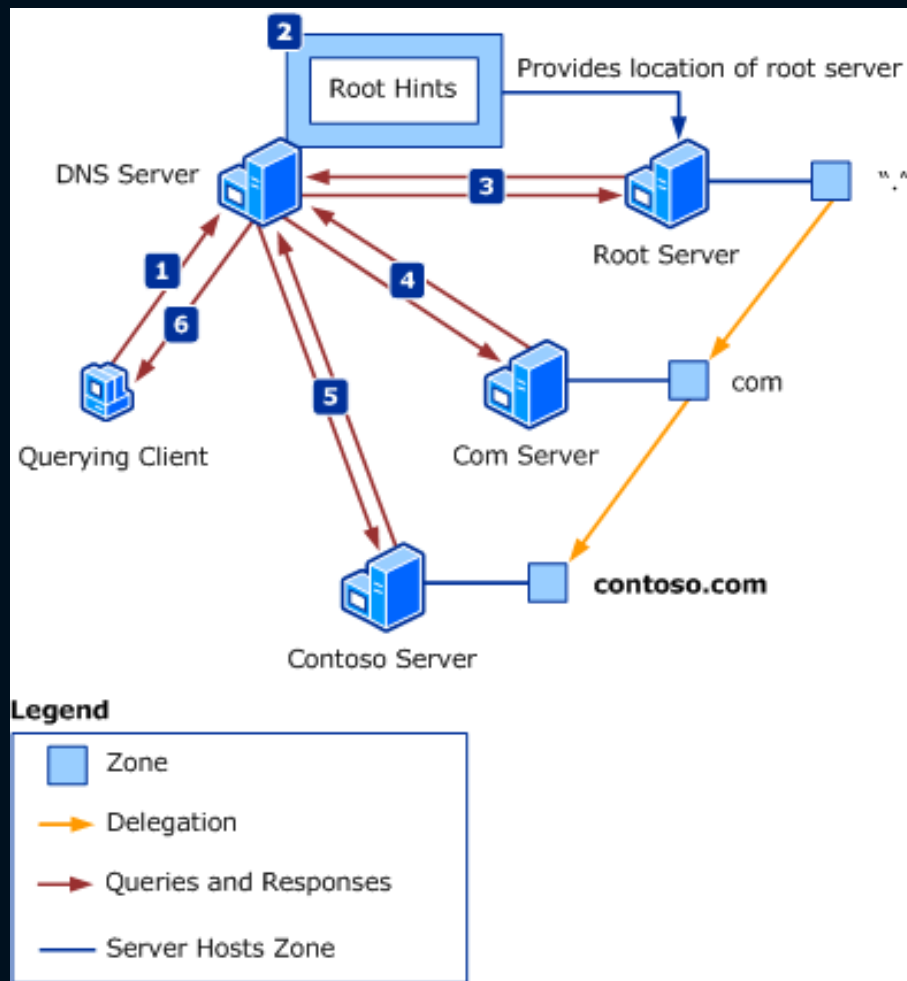 2
Root Hints
Provides location of root server
DNS Server
3
"."
Root Server
1
4
6
com
5
Querying Client
Com Server
contoso.com
Contoso Server
Legend
Zone
Delegation
Queries and Responses
Server Hosts Zone